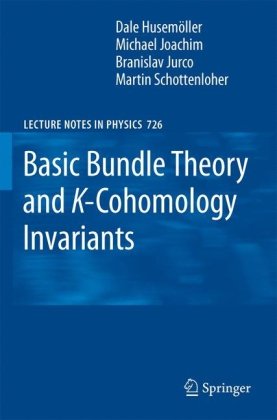 Dale Husemöller
Michael Joachim
Branislav Jurco
Martin Schottenloher
LECTURE NOTES IN PHYSICS 726
Basic Bundle Theory
and K-Cohomology
Invariants
Springer